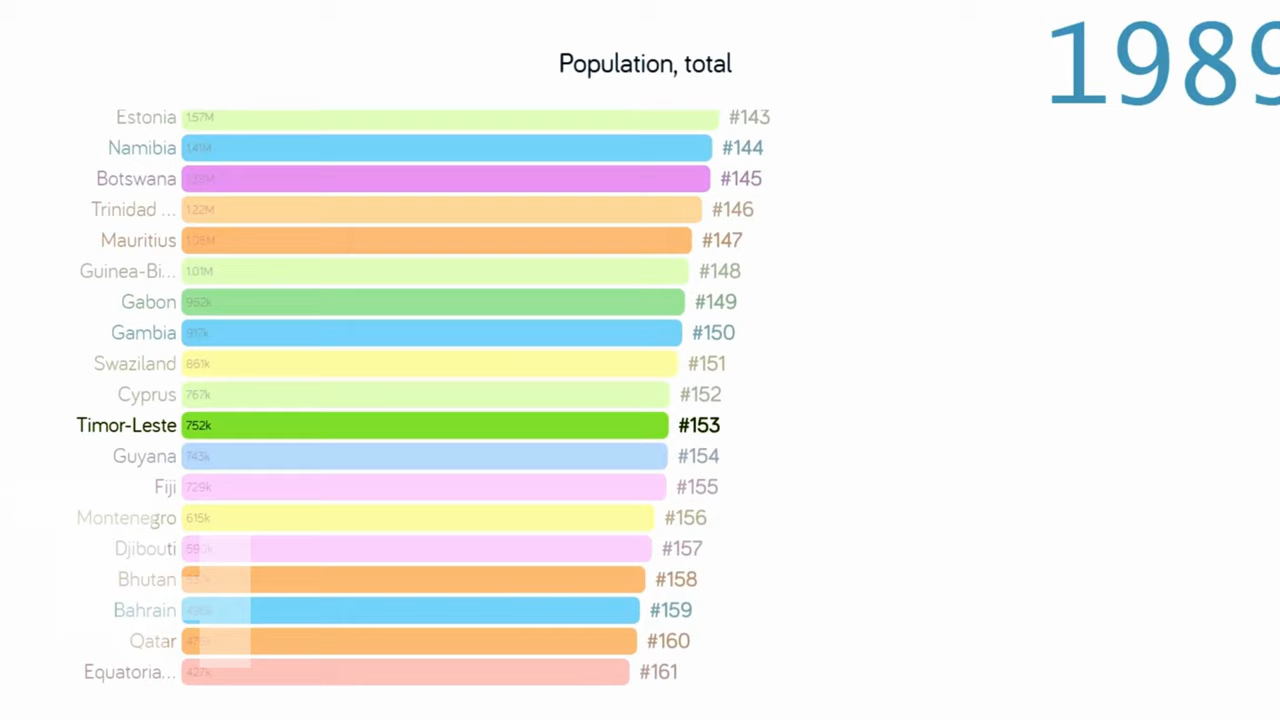 1989
Population, total
Estonia 1.57M #143
Namibia 1.41M #144
Botswana #145
Trinidad ... 1.22M #146
Mauritius #147
Guinea-Bi... 1.01M #148
Gabon 952k #149
Gambia 917k #150
Swaziland 861k #151
Cyprus 767k #152
Timor-Leste 752k #153
Guyana 743k #154
Fiji 729k #155
Montenegro 615k #156
Djibouti #157
Bhutan #158
Bahrain #159
Qatar #160
Equatoria... 427k #161